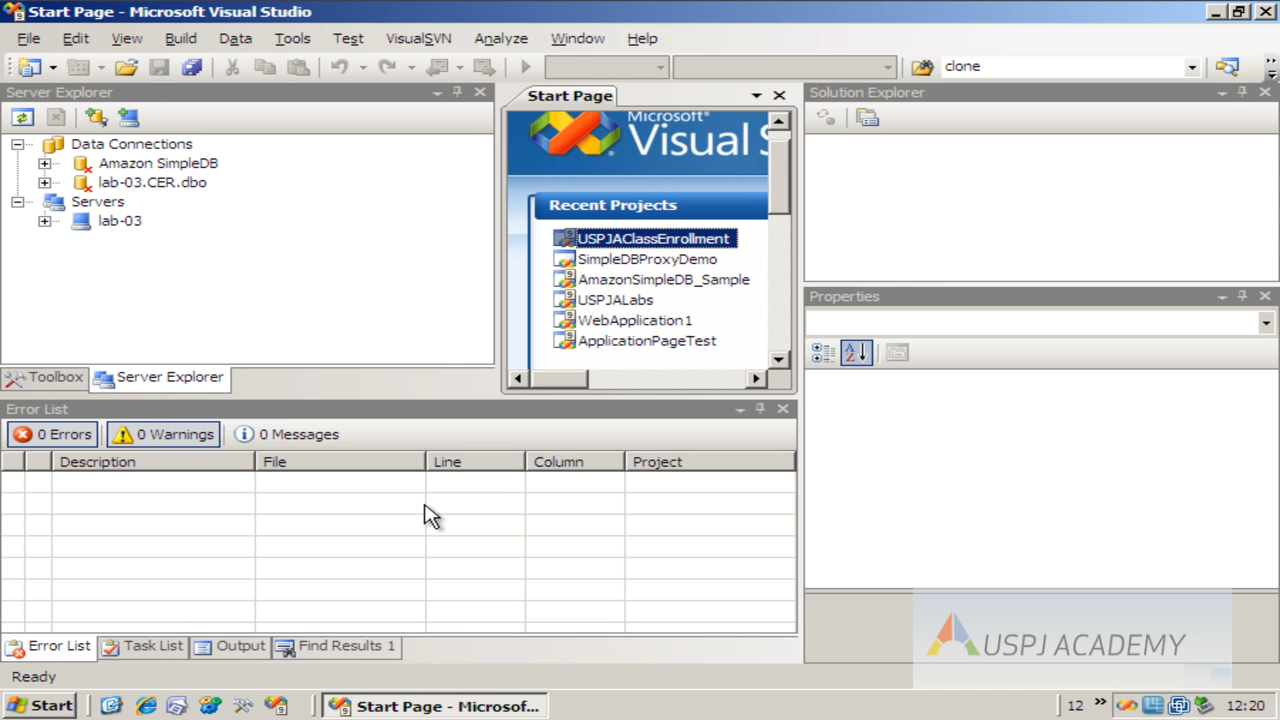 Start Page - Microsoft Visual Studio
File Edit View Build Data Tools Test VisualSVN Analyze Window Help
clone
Server Explorer
Start Page
Solution Explorer
Microsoft®
Visual S
Data Connections
Amazon SimpleDB
lab-03.CER.dbo
Servers
lab-03
Recent Projects
USPJAClassEnrollment
SimpleDBProxyDemo
AmazonSimpleDB_Sample
USPJALabs
WebApplication1
ApplicationPageTest
Properties
Toolbox Server Explorer
Error List
0 Errors 0 Warnings 0 Messages
Description File Line Column Project
Error List Task List Output Find Results 1
USPJ ACADEMY
Ready
Start Start Page - Microsof... 12 » 12:20